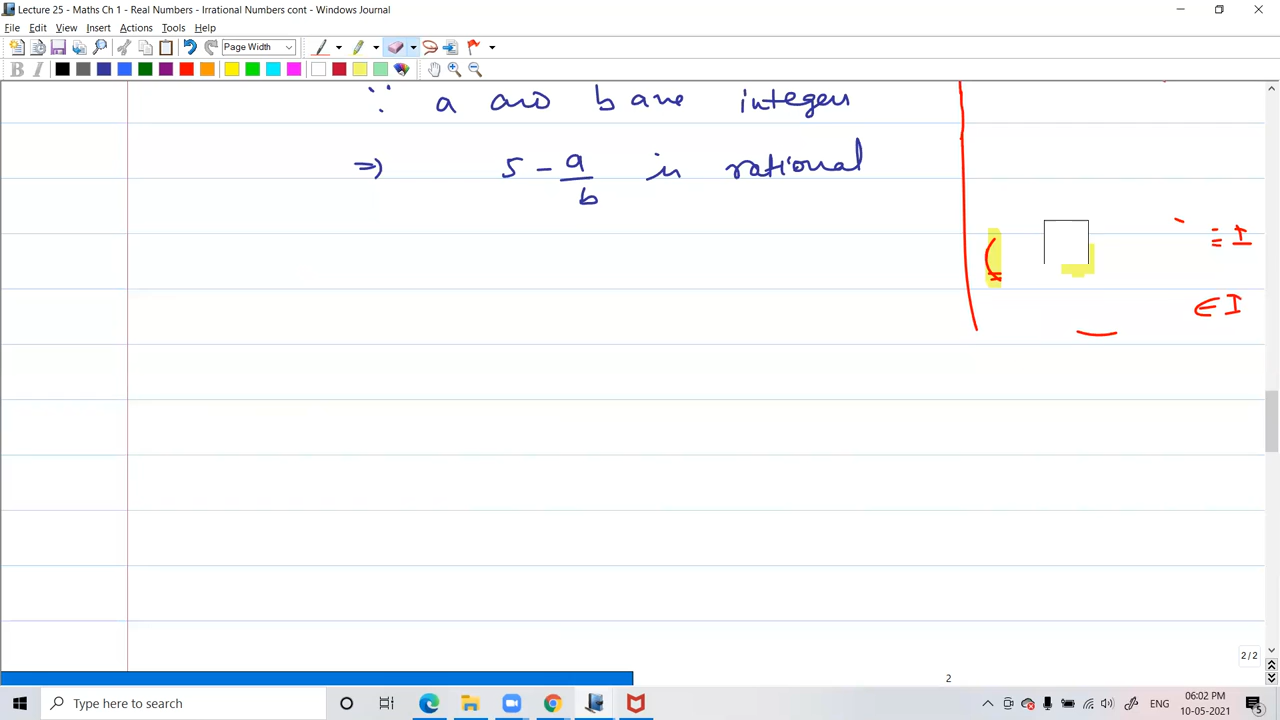 Lecture 25 - Maths Ch 1 - Real Numbers - Irrational Numbers cont - Windows Journal
File Edit View Insert Actions Tools Help
Page Width
B I
∵ a and b are integers
⇒ 5 - a/b is rational
= I
∈ I
2/2
2
Type here to search
ENG
06:02 PM
10-05-2021
5